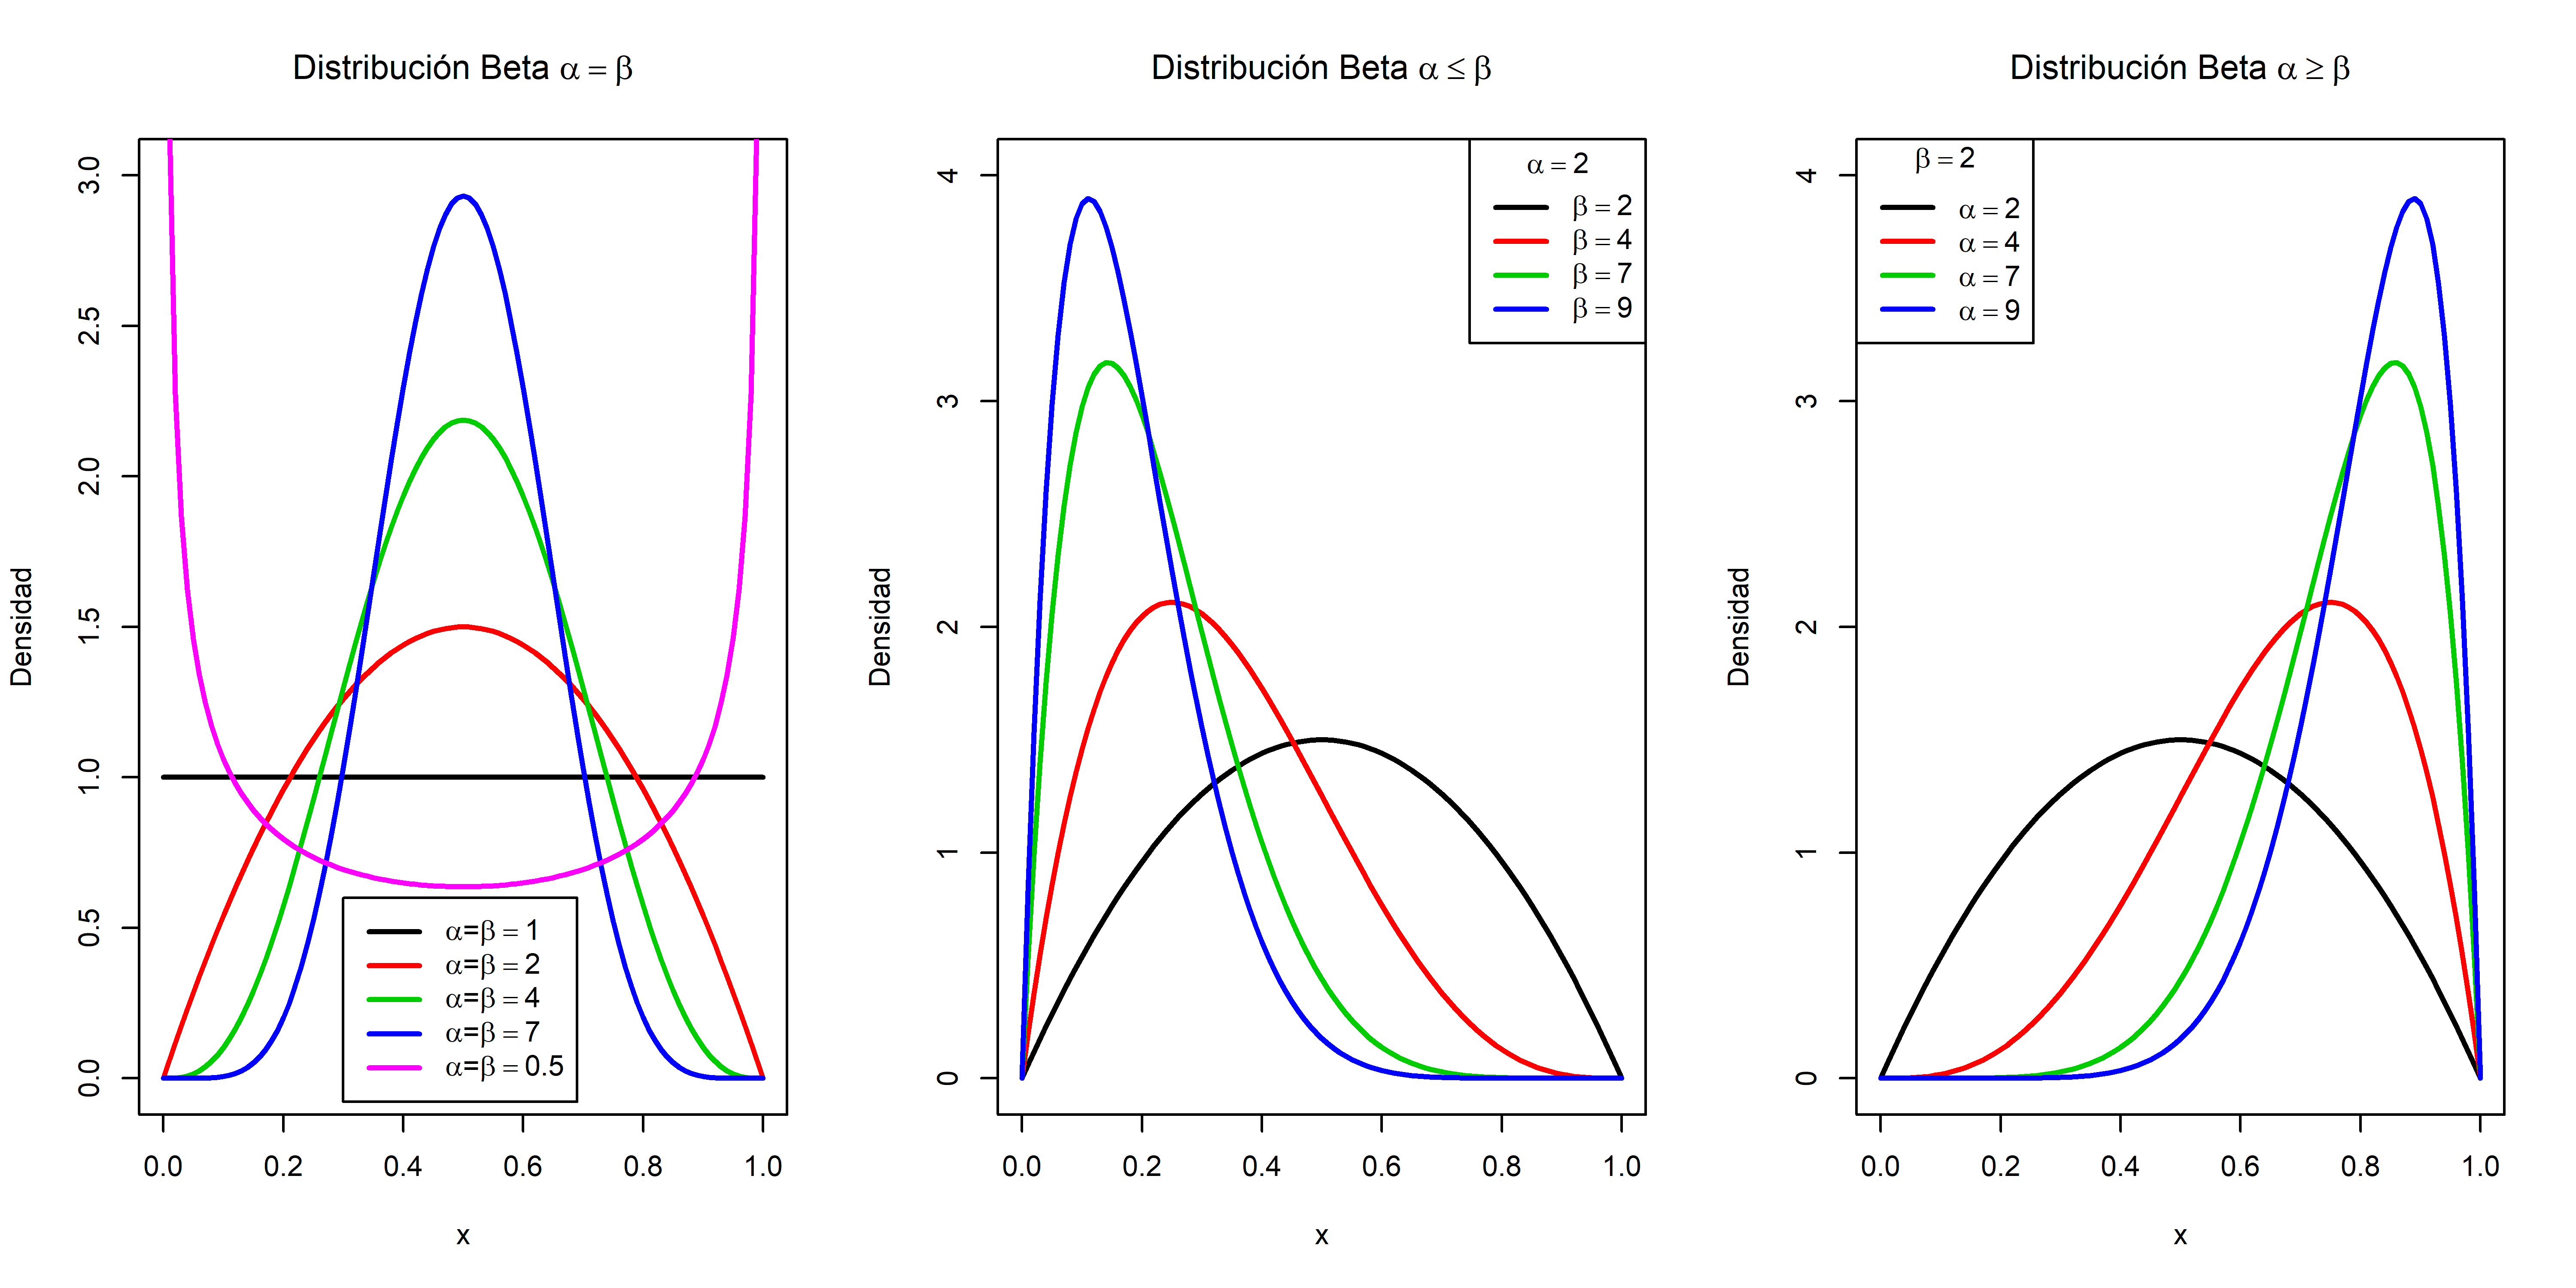 Distribución Beta α = β
Densidad
3.0
2.5
2.0
1.5
1.0
0.5
0.0
α=β = 1
α=β = 2
α=β = 4
α=β = 7
α=β = 0.5
0.0 0.2 0.4 0.6 0.8 1.0
x
Distribución Beta α ≤ β
Densidad
4
3
2
1
0
α = 2
β = 2
β = 4
β = 7
β = 9
0.0 0.2 0.4 0.6 0.8 1.0
x
Distribución Beta α ≥ β
Densidad
4
3
2
1
0
β = 2
α = 2
α = 4
α = 7
α = 9
0.0 0.2 0.4 0.6 0.8 1.0
x